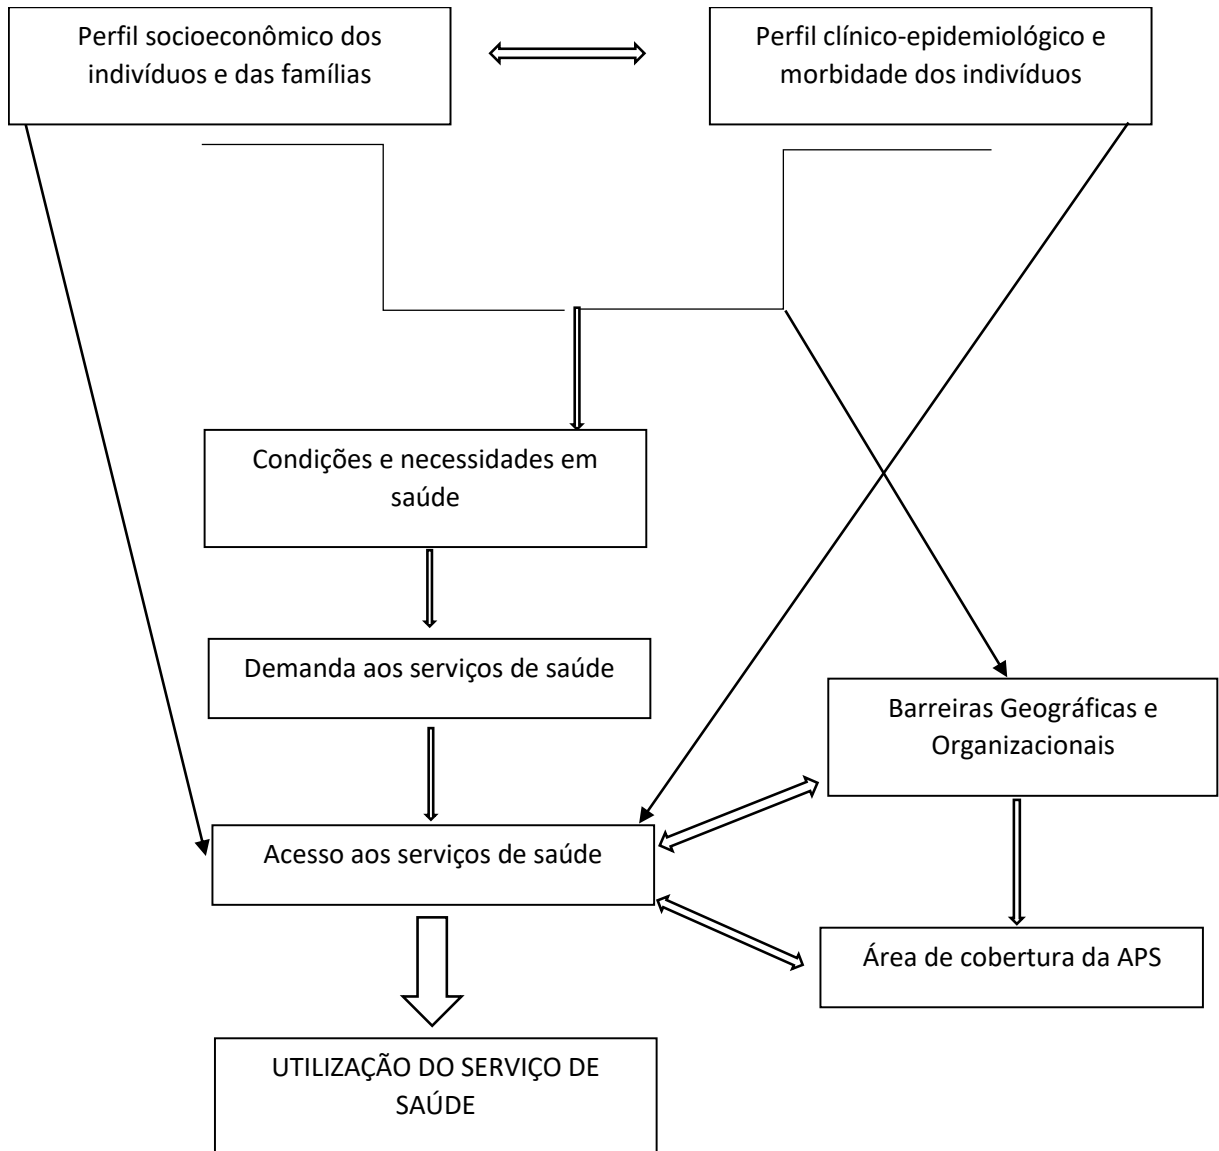 Perfil socioeconômico dos
indivíduos e das famílias
Perfil clínico-epidemiológico e
morbidade dos indivíduos
Condições e necessidades em
saúde
Demanda aos serviços de saúde
Barreiras Geográficas e
Organizacionais
Acesso aos serviços de saúde
Área de cobertura da APS
UTILIZAÇÃO DO SERVIÇO DE
SAÚDE